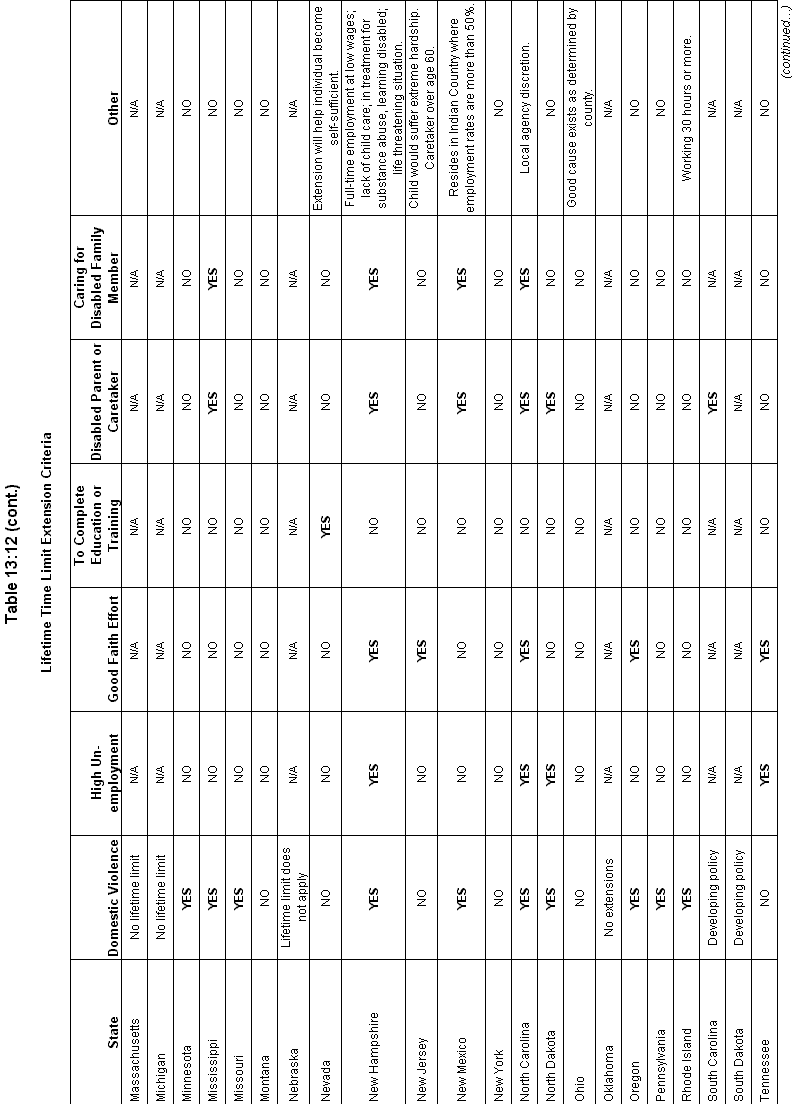 Table 13:12 (cont.)
Lifetime Time Limit Extension Criteria
State Domestic Violence High Un-employment Good Faith Effort To Complete Education or Training Disabled Parent or Caretaker Caring for Disabled Family Member Other
Massachusetts No lifetime limit N/A N/A N/A N/A N/A N/A
Michigan No lifetime limit N/A N/A N/A N/A N/A N/A
Minnesota YES NO NO NO NO NO NO
Mississippi YES NO NO NO YES YES NO
Missouri YES NO NO NO NO NO NO
Montana NO NO NO NO NO NO NO
Nebraska Lifetime limit does not apply N/A N/A N/A N/A N/A N/A
Nevada NO NO NO YES NO NO Extension will help individual become self-sufficient.
New Hampshire YES YES YES NO YES YES Full-time employment at low wages; lack of child care; in treatment for substance abuse, learning disabled; life threatening situation.
New Jersey NO NO YES NO NO NO Child would suffer extreme hardship. Caretaker over age 60.
New Mexico YES NO NO NO YES YES Resides in Indian Country where employment rates are more than 50%.
New York NO NO NO NO NO NO NO
North Carolina YES YES YES NO YES YES Local agency discretion.
North Dakota YES YES NO NO YES NO NO
Ohio NO NO NO NO NO NO Good cause exists as determined by county.
Oklahoma No extensions N/A N/A N/A N/A N/A N/A
Oregon YES NO YES NO NO NO NO
Pennsylvania YES NO NO NO NO NO NO
Rhode Island YES NO NO NO NO NO Working 30 hours or more.
South Carolina Developing policy N/A N/A N/A YES N/A N/A
South Dakota Developing policy N/A N/A N/A N/A N/A N/A
Tennessee NO YES YES NO NO NO NO
(continued...)